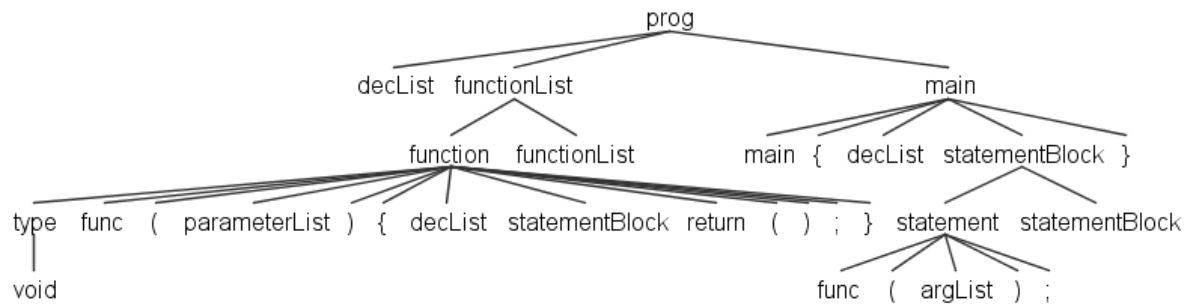 prog
decList functionList main
function functionList main { decList statementBlock }
type func ( parameterList ) { decList statementBlock return ( ) ; } statement statementBlock
void func ( argList ) ;